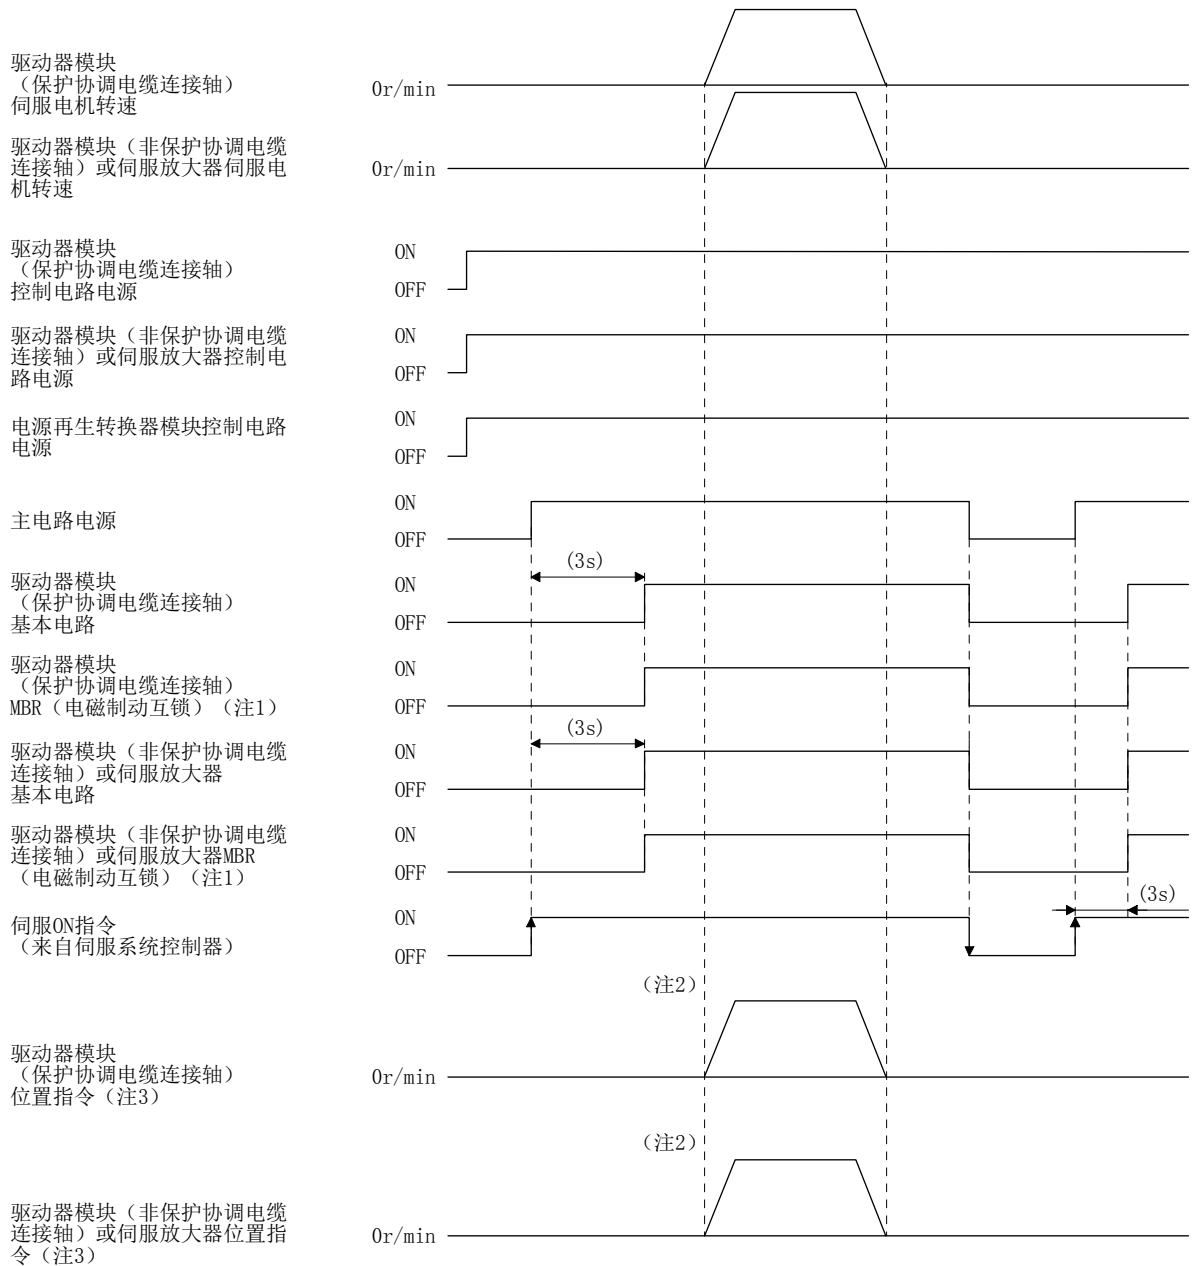 驱动器模块
（保护协调电缆连接轴）
伺服电机转速
0r/min
驱动器模块（非保护协调电缆
连接轴）或伺服放大器伺服电
机转速
0r/min
驱动器模块
（保护协调电缆连接轴）
控制电路电源
ON
OFF
驱动器模块（非保护协调电缆
连接轴）或伺服放大器控制电
路电源
ON
OFF
电源再生转换器模块控制电路
电源
ON
OFF
主电路电源
ON
OFF
(3s)
驱动器模块
（保护协调电缆连接轴）
基本电路
ON
OFF
驱动器模块
（保护协调电缆连接轴）
MBR（电磁制动互锁）（注1）
ON
OFF
(3s)
驱动器模块（非保护协调电缆
连接轴）或伺服放大器
基本电路
ON
OFF
驱动器模块（非保护协调电缆
连接轴）或伺服放大器MBR
（电磁制动互锁）（注1）
ON
OFF
(3s)
伺服ON指令
（来自伺服系统控制器）
ON
OFF
（注2）
驱动器模块
（保护协调电缆连接轴）
位置指令（注3）
0r/min
（注2）
驱动器模块（非保护协调电缆
连接轴）或伺服放大器位置指
令（注3）
0r/min